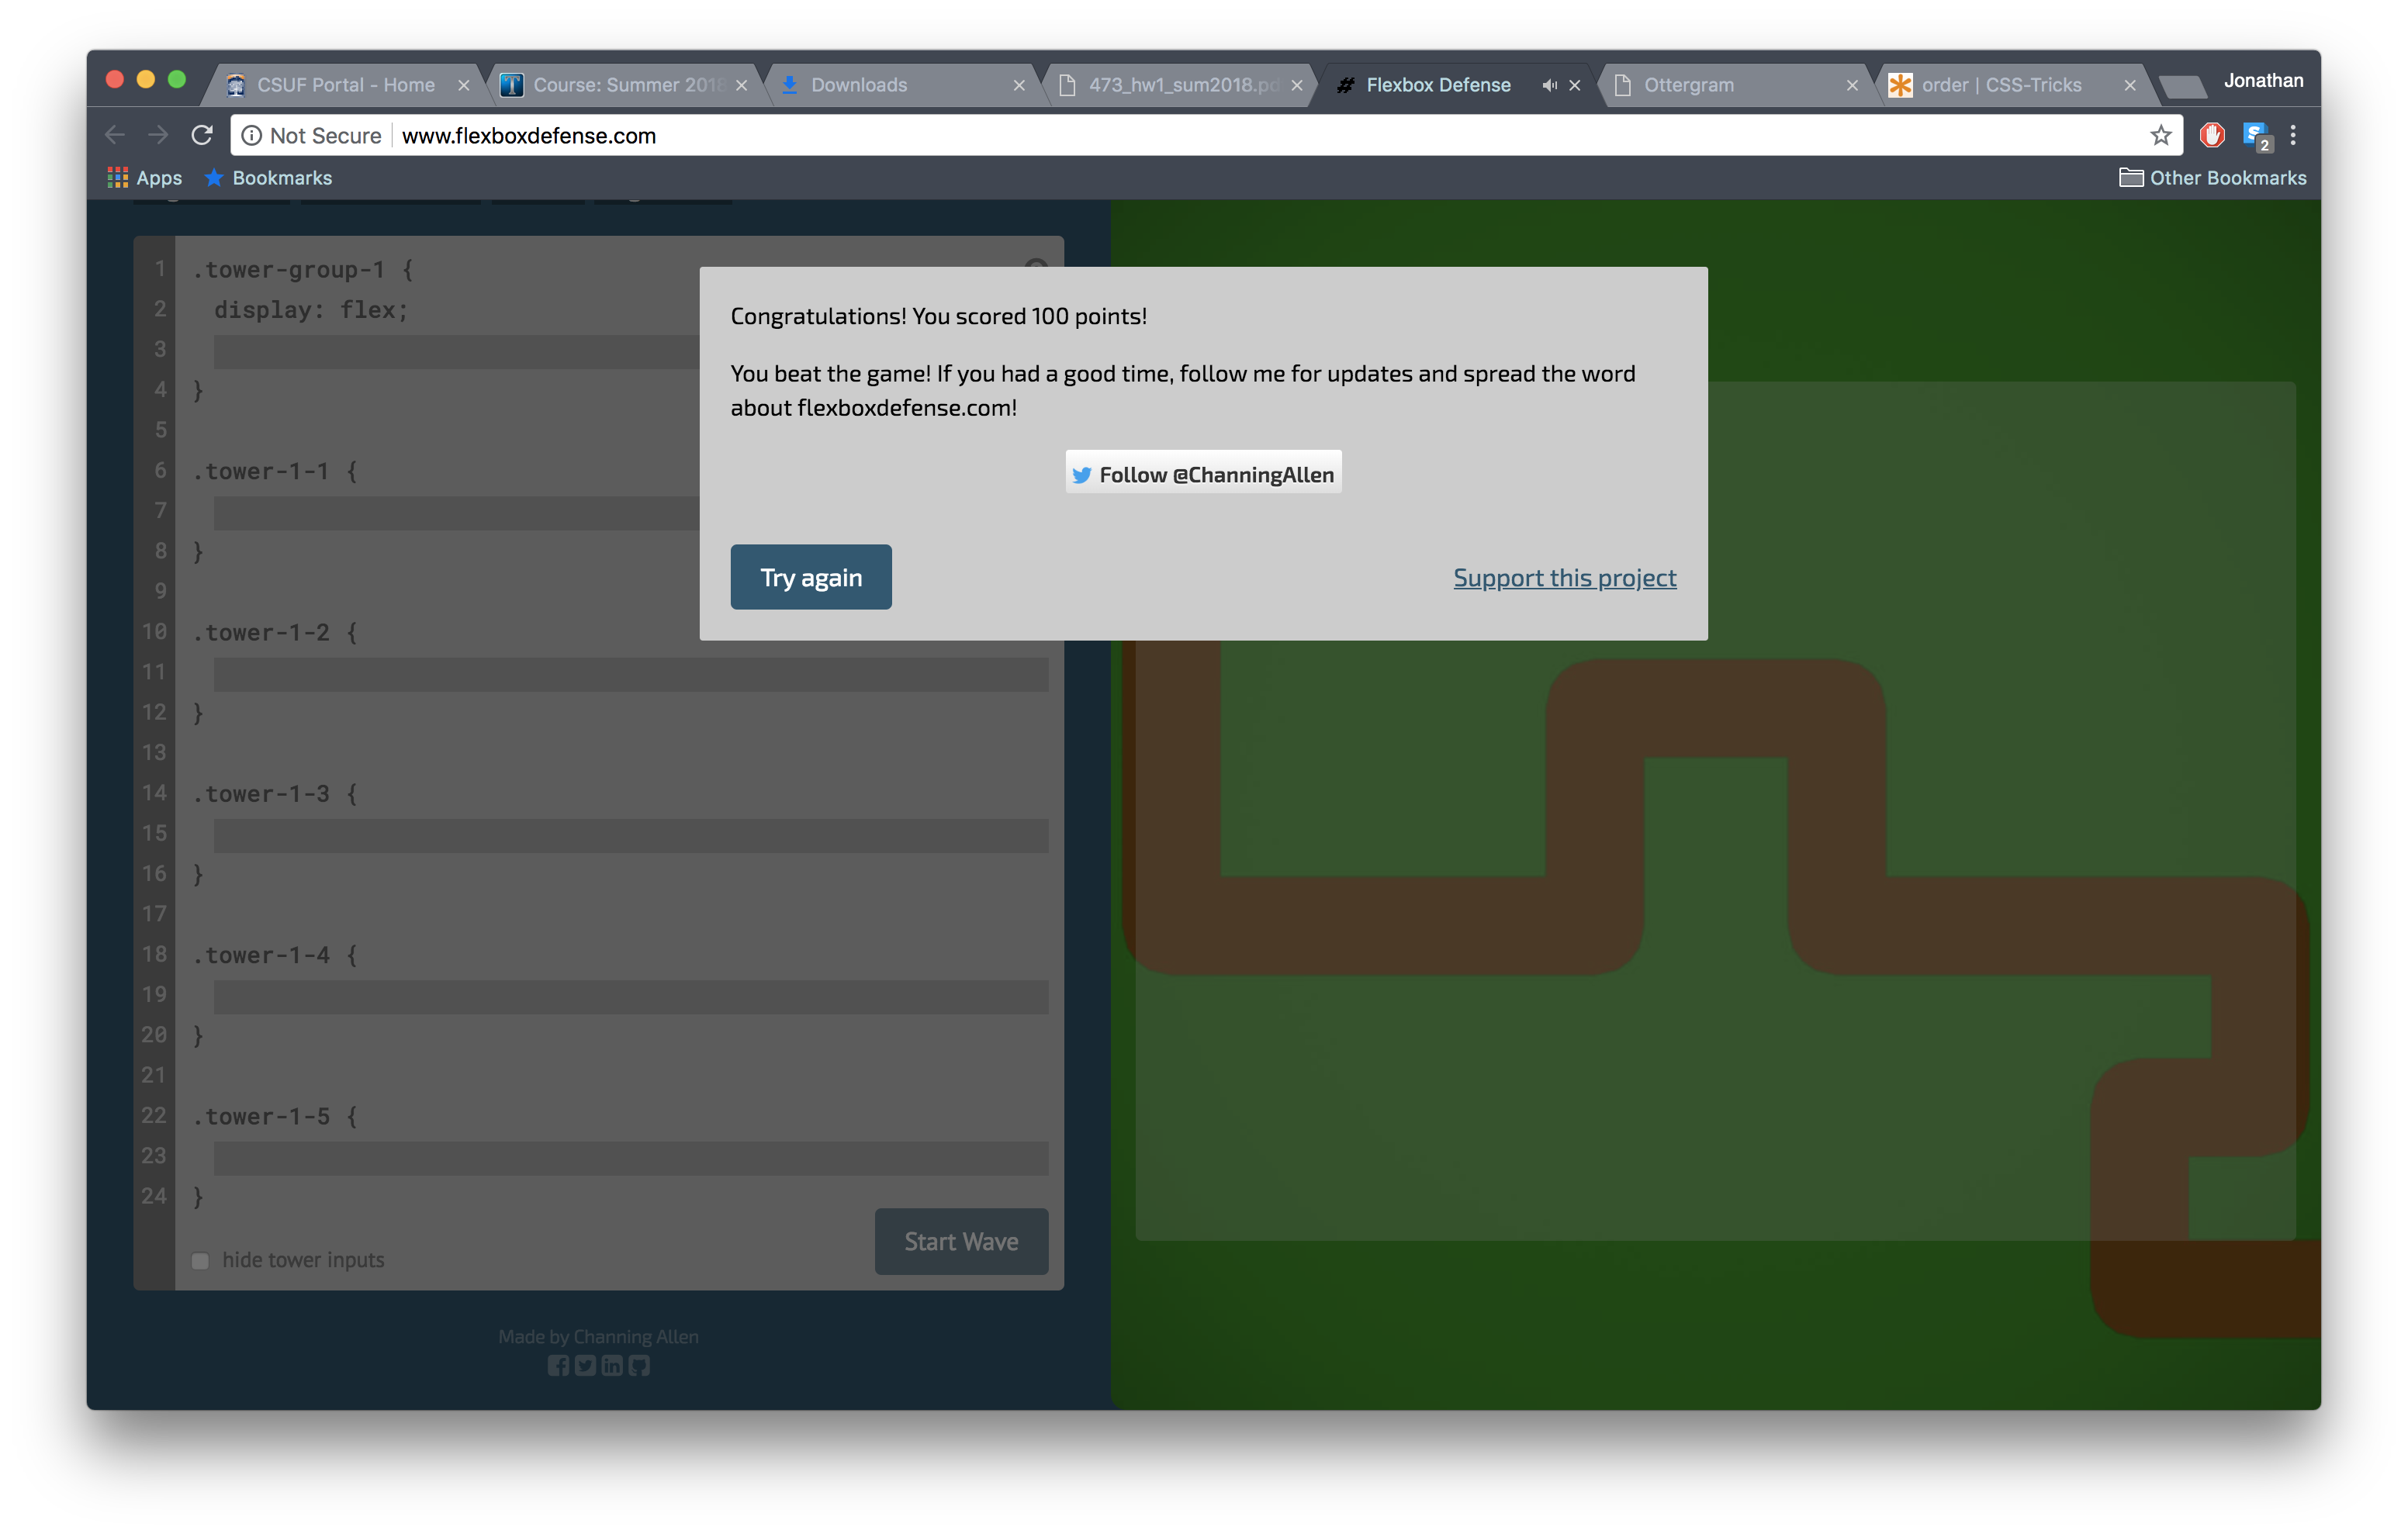 CSUF Portal - Home
Course: Summer 2018
Downloads
473_hw1_sum2018.pd
Flexbox Defense
Ottergram
order | CSS-Tricks
Jonathan
Not Secure
www.flexboxdefense.com
2
Apps
Bookmarks
Other Bookmarks
1 .tower-group-1 {
2 display: flex;
3
4 }
5
6 .tower-1-1 {
7
8 }
9
10 .tower-1-2 {
11
12 }
13
14 .tower-1-3 {
15
16 }
17
18 .tower-1-4 {
19
20 }
21
22 .tower-1-5 {
23
24 }
hide tower inputs
Start Wave
Made by Channing Allen
Congratulations! You scored 100 points!
You beat the game! If you had a good time, follow me for updates and spread the word
about flexboxdefense.com!
Follow @ChanningAllen
Try again
Support this project